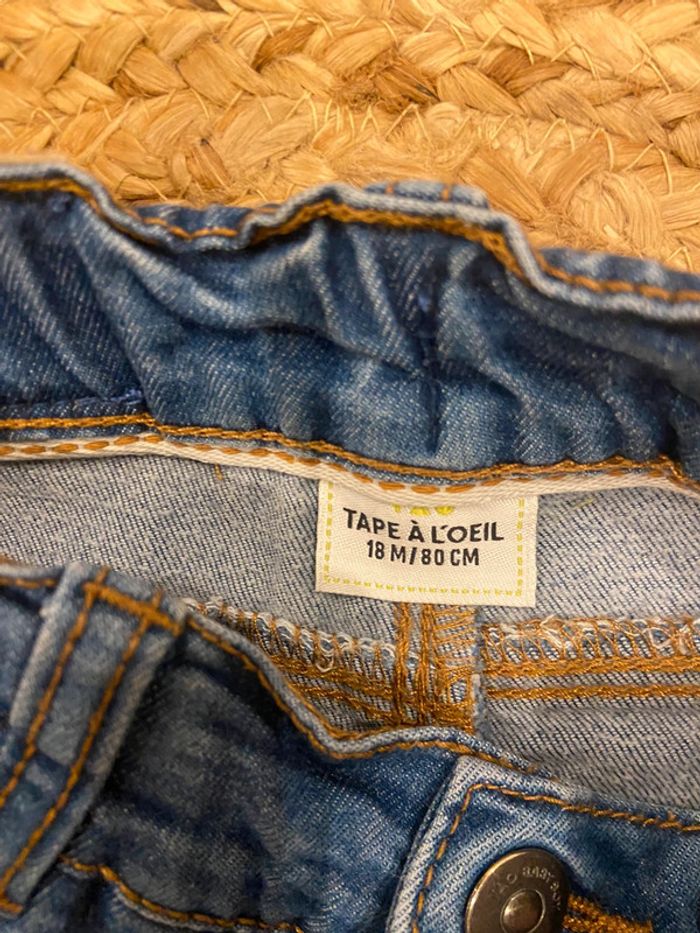 TAPE À L'OEIL
18 M/80 CM